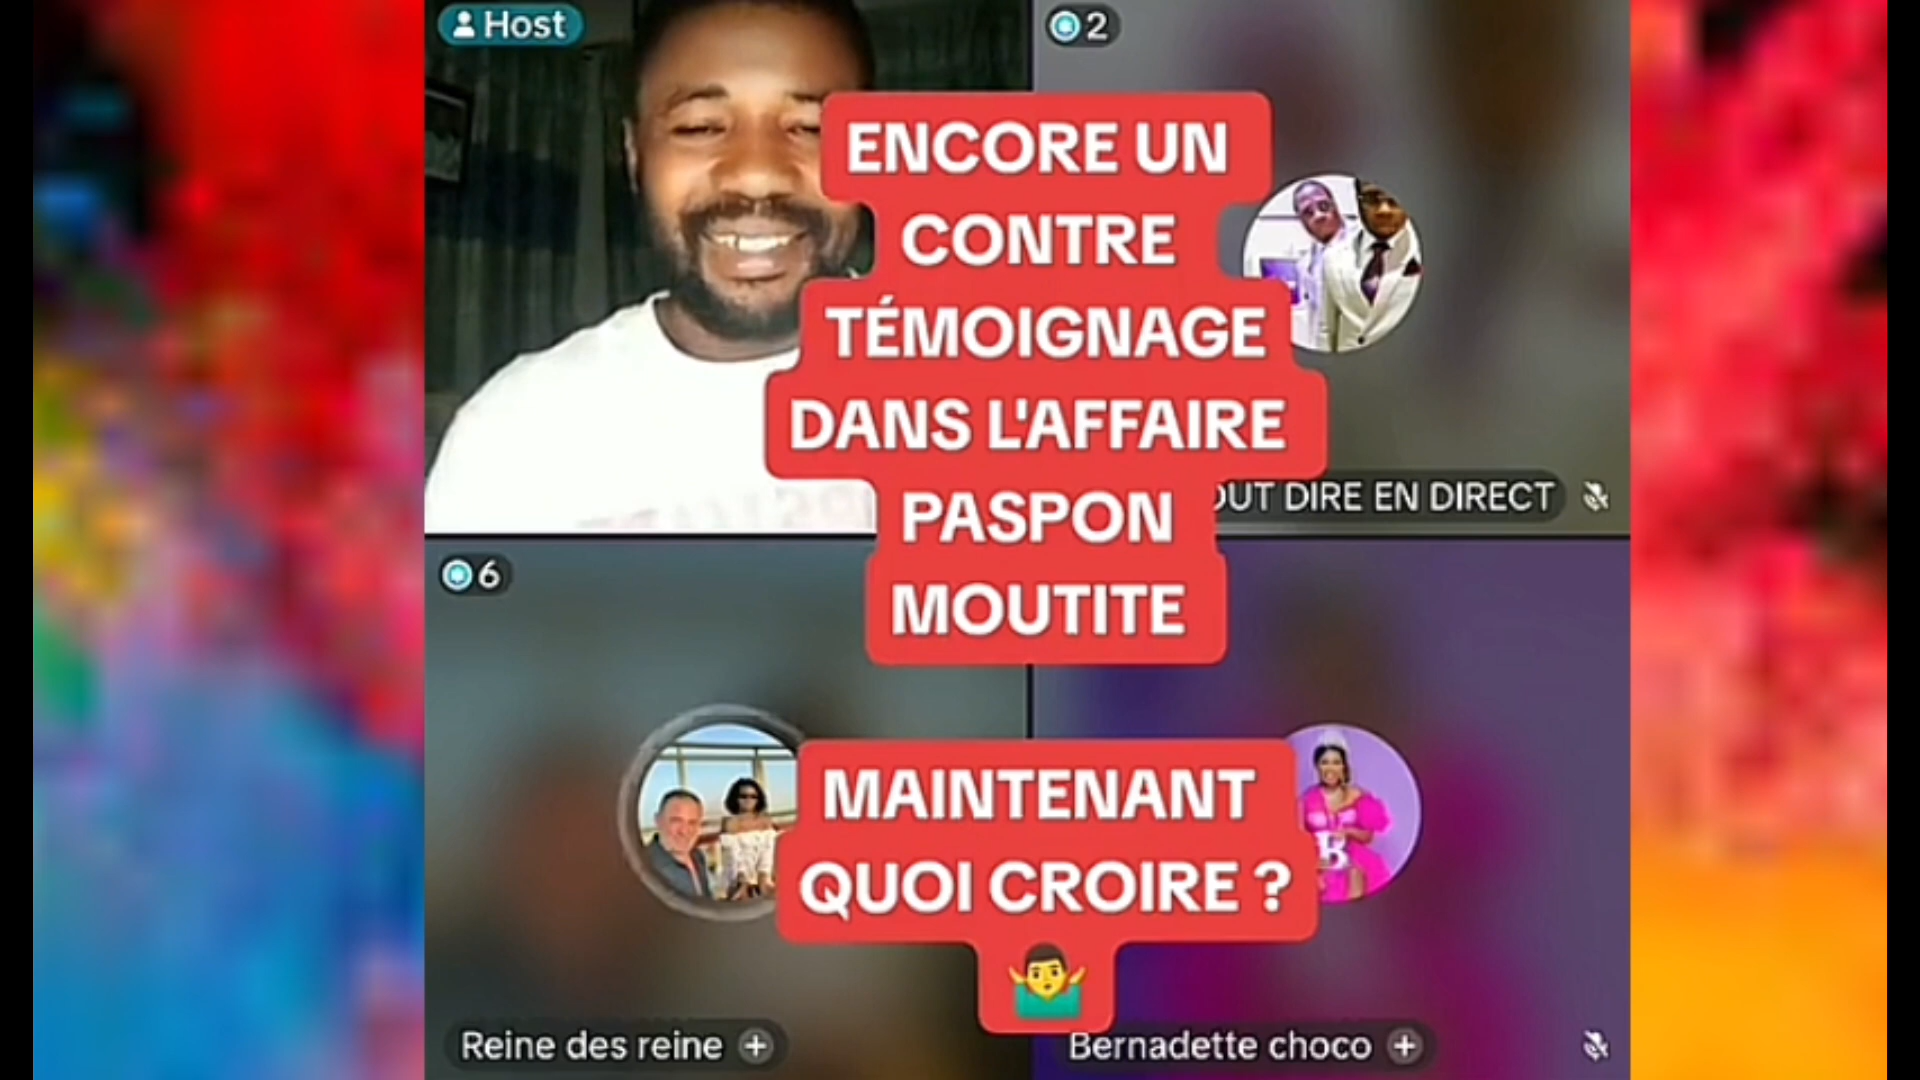 Host
2
ENCORE UN
CONTRE
TÉMOIGNAGE
DANS L'AFFAIRE
PASPON
MOUTITE
OUT DIRE EN DIRECT
6
MAINTENANT
QUOI CROIRE ?
Reine des reine +
Bernadette choco +